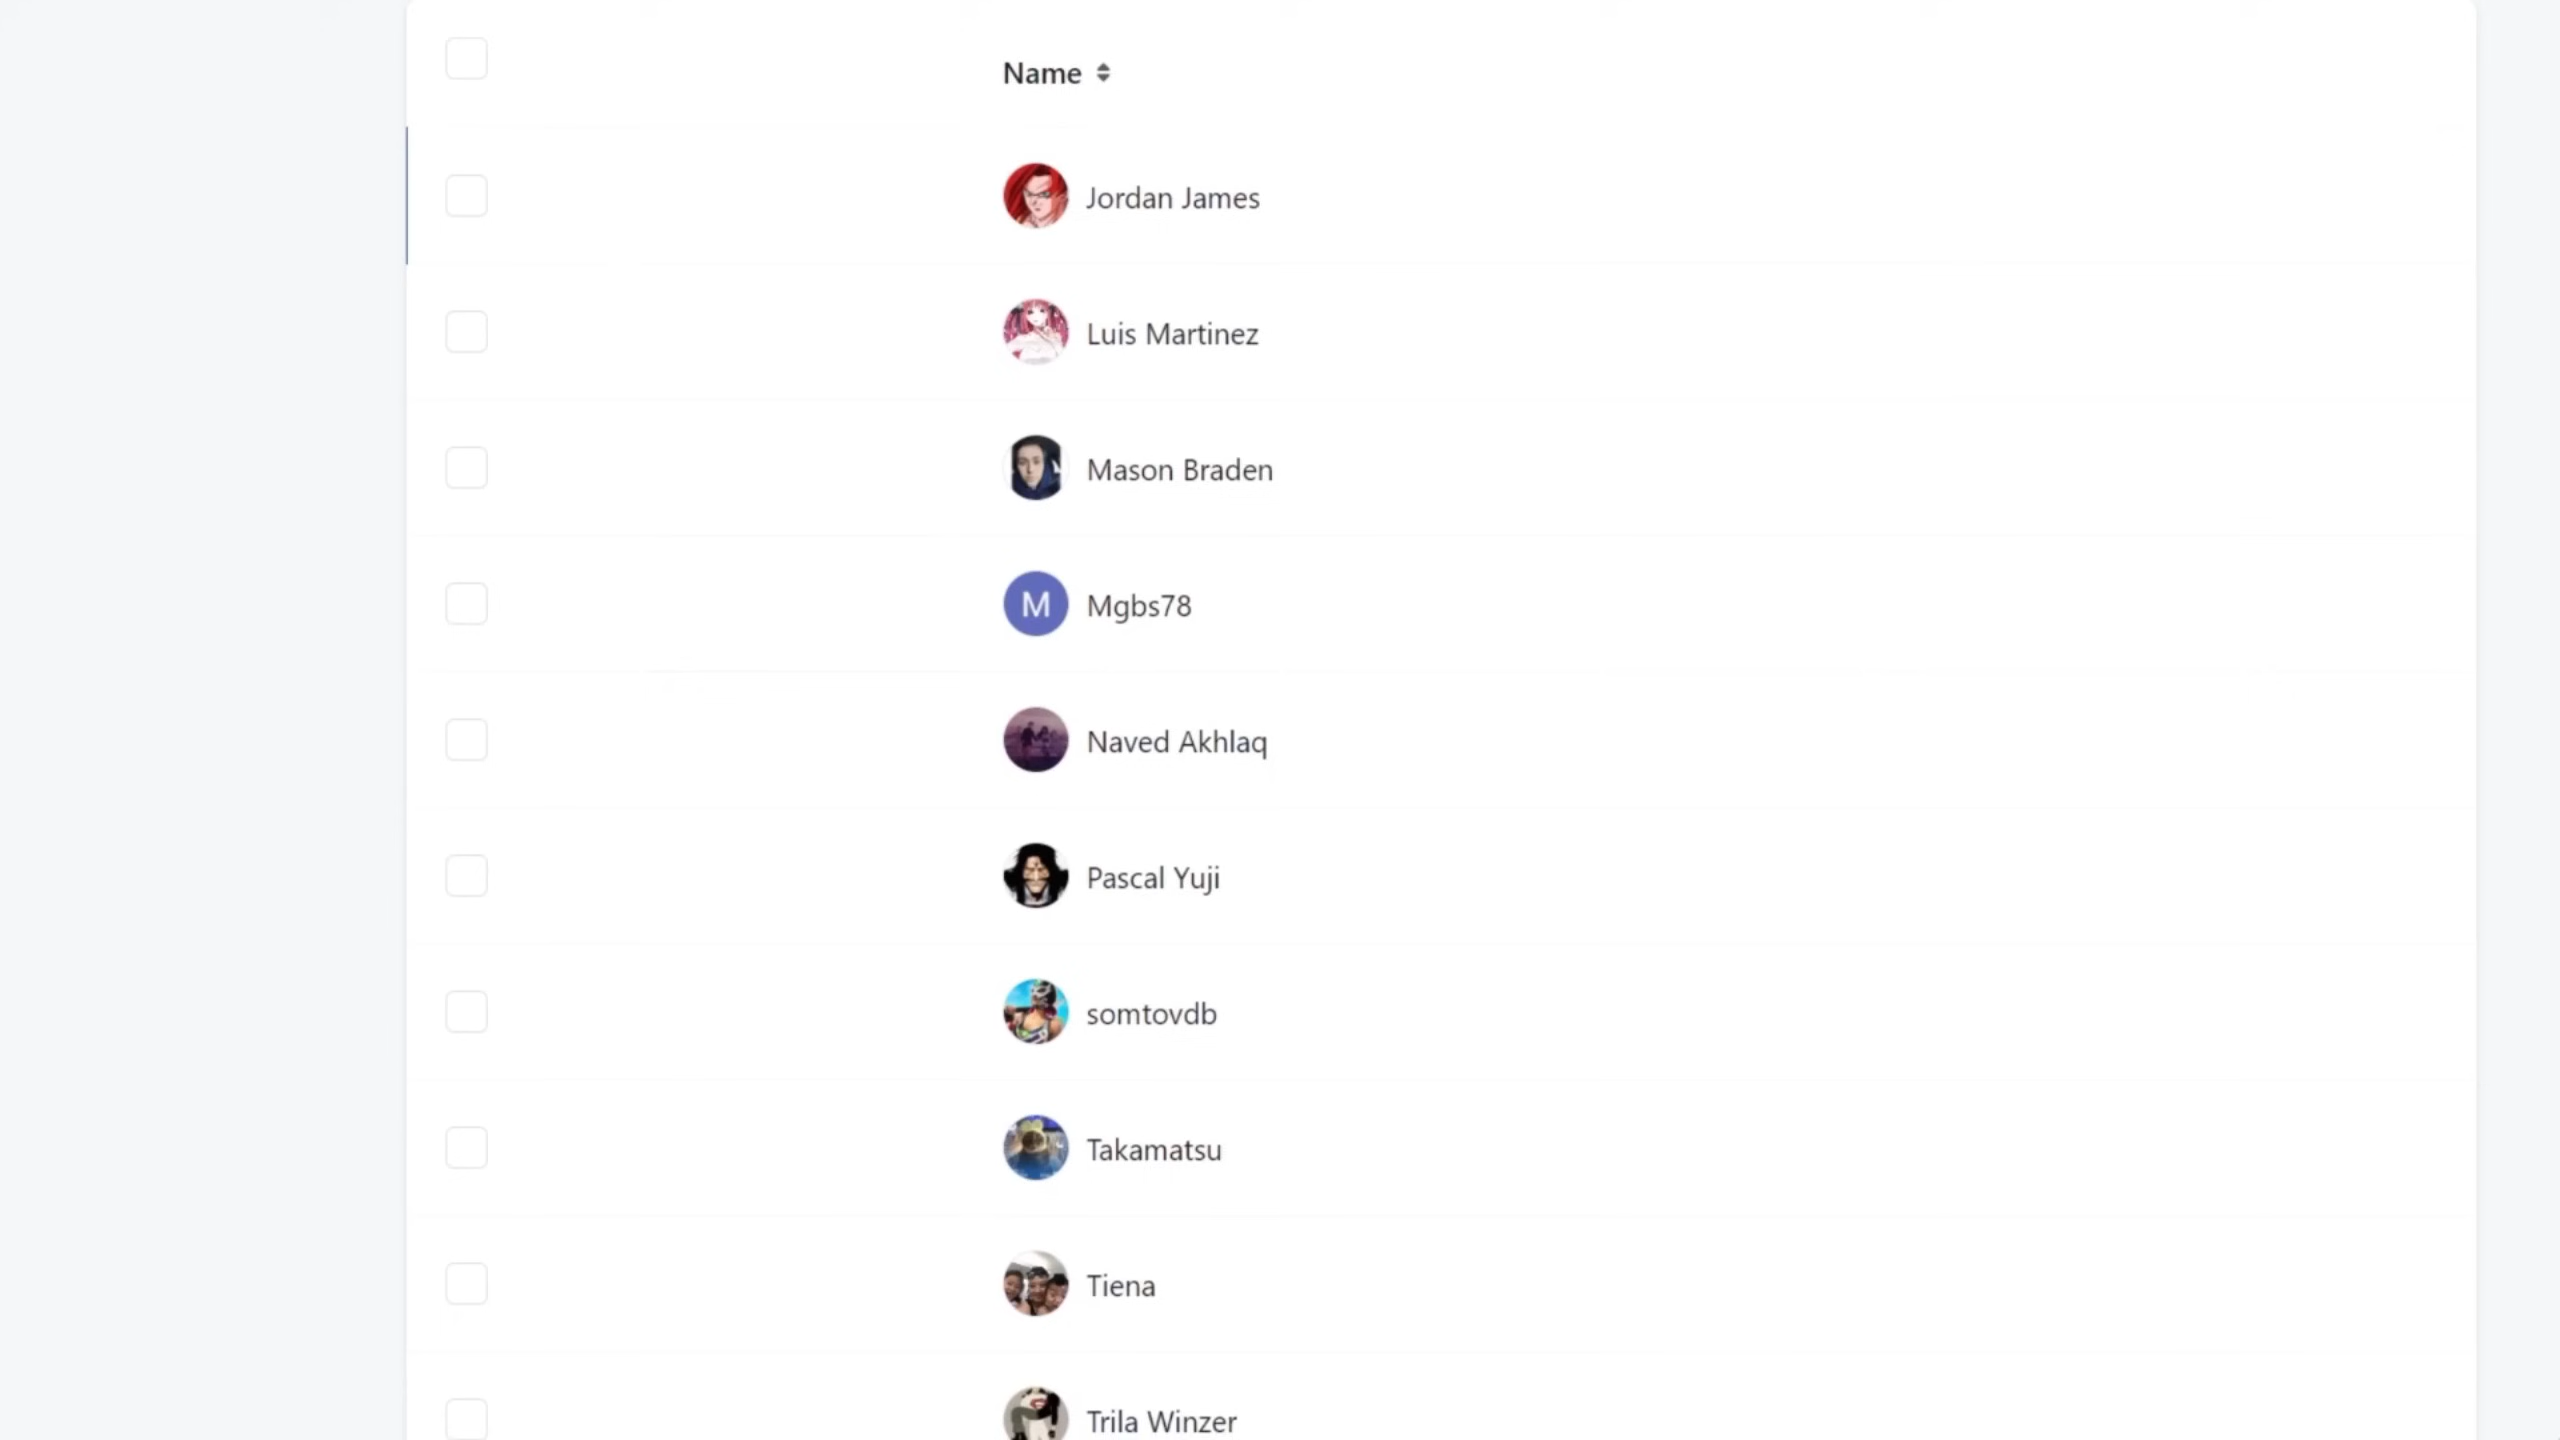 Name
Jordan James
Luis Martinez
Mason Braden
M
Mgbs78
Naved Akhlaq
Pascal Yuji
somtovdb
Takamatsu
Tiena
Trila Winzer